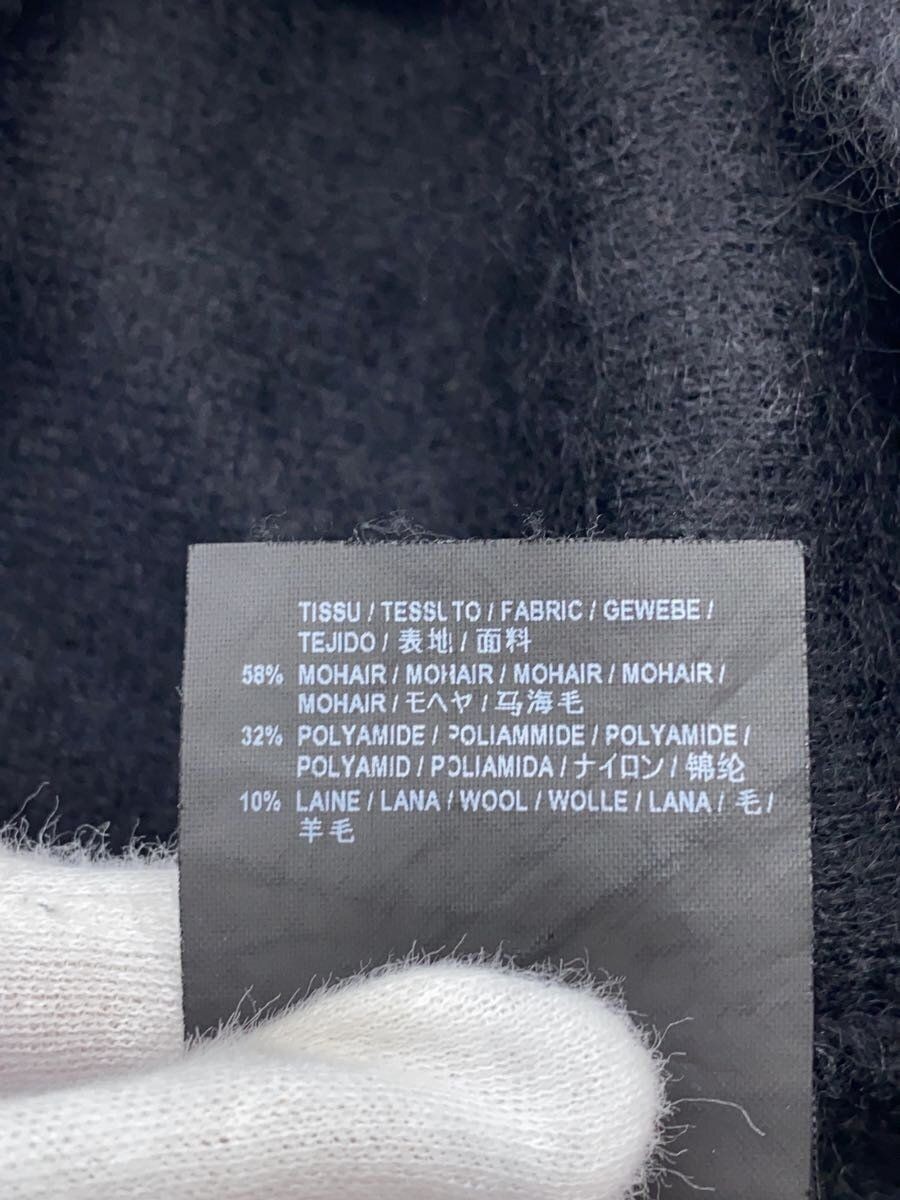 TISSU / TESSUTO / FABRIC / GEWEBE /
TEJIDO / 表地 / 面料
58% MOHAIR / MOHAIR / MOHAIR / MOHAIR /
MOHAIR / モヘヤ / 马海毛
32% POLYAMIDE / POLIAMMIDE / POLYAMIDE /
POLYAMID / POLIAMIDA / ナイロン / 锦纶
10% LAINE / LANA / WOOL / WOLLE / LANA / 毛 /
羊毛